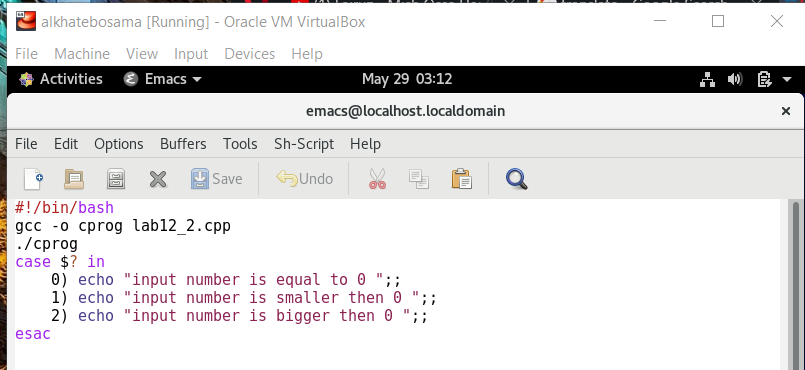 alkhatebosama [Running] - Oracle VM VirtualBox
File Machine View Input Devices Help
Activities Emacs May 29 03:12
emacs@localhost.localdomain
File Edit Options Buffers Tools Sh-Script Help
Save Undo
#!/bin/bash
gcc -o cprog lab12_2.cpp
./cprog
case $? in
    0) echo "input number is equal to 0 ";;
    1) echo "input number is smaller then 0 ";;
    2) echo "input number is bigger then 0 ";;
esac